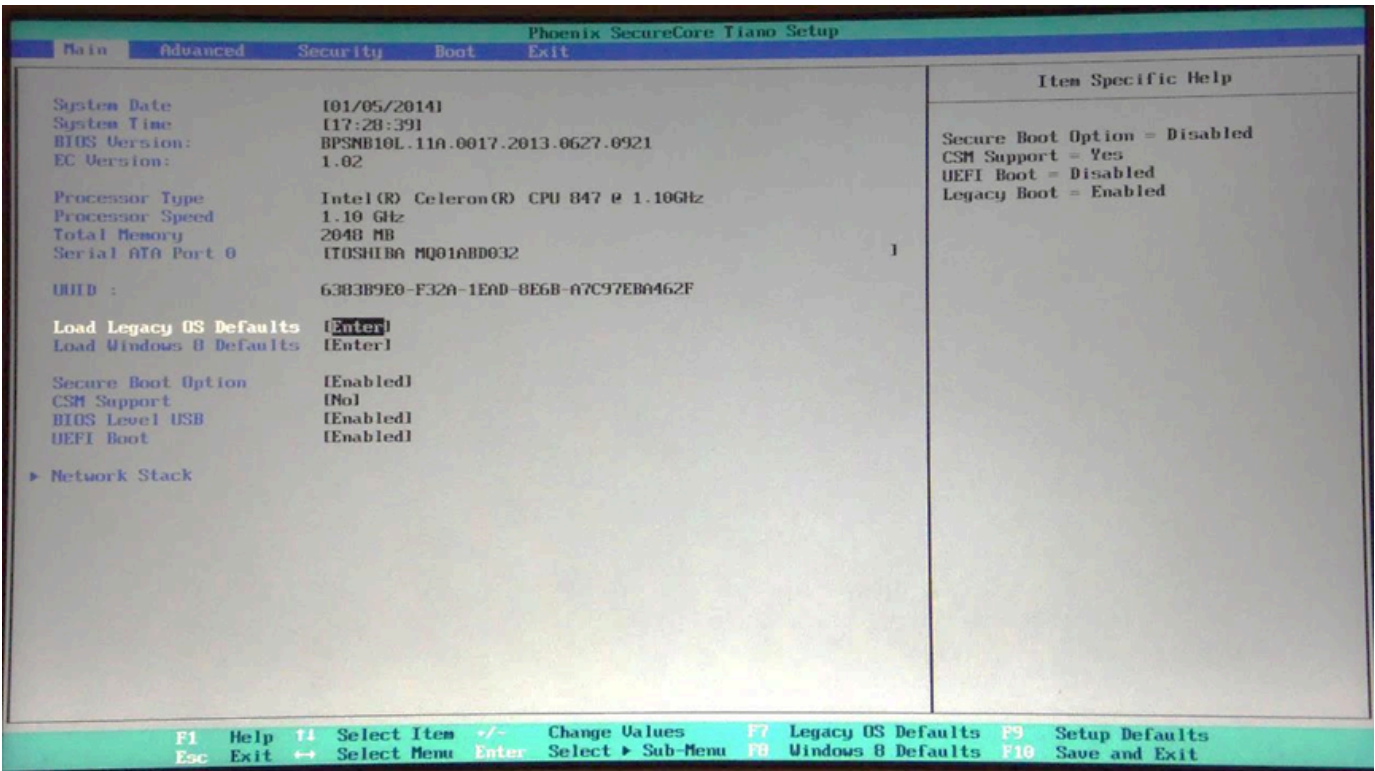 Phoenix SecureCore Tiano Setup
Main Advanced Security Boot Exit
System Date [01/05/2014]
System Time [17:28:39]
BIOS Version: BPSNB10L.11A.0017.2013.0627.0921
EC Version: 1.02
Processor Type Intel(R) Celeron(R) CPU 847 @ 1.10GHz
Processor Speed 1.10 GHz
Total Memory 2048 MB
Serial ATA Port 0 [TOSHIBA MQ01ABD032 ]
UUID : 6383B9E0-F32A-1EAD-8E6B-A7C97EBA462F
Load Legacy OS Defaults [Enter]
Load Windows 8 Defaults [Enter]
Secure Boot Option [Enabled]
CSM Support [No]
BIOS Level USB [Enabled]
UEFI Boot [Enabled]
▶ Network Stack
Item Specific Help
Secure Boot Option = Disabled
CSM Support = Yes
UEFI Boot = Disabled
Legacy Boot = Enabled
F1 Help ↑↓ Select Item +/- Change Values F7 Legacy OS Defaults F9 Setup Defaults
Esc Exit ↔ Select Menu Enter Select ▶ Sub-Menu F8 Windows 8 Defaults F10 Save and Exit